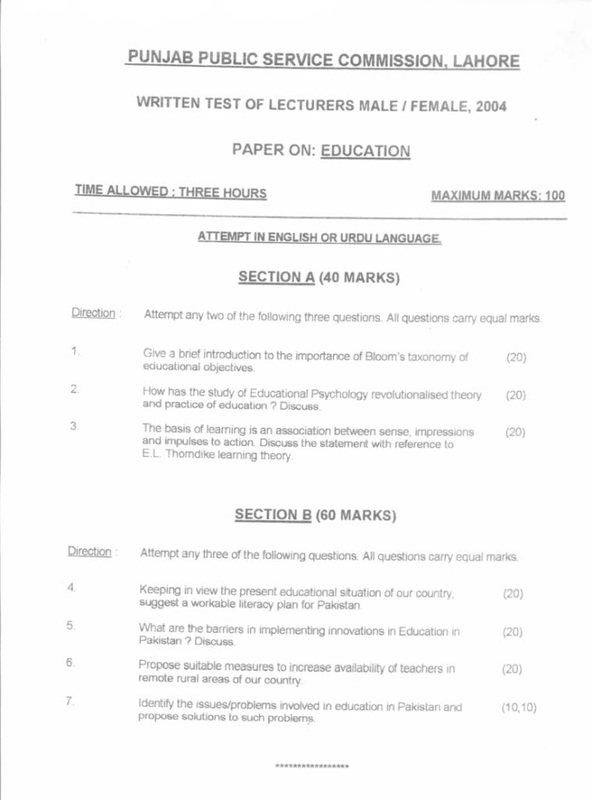 PUNJAB PUBLIC SERVICE COMMISSION, LAHORE
WRITTEN TEST OF LECTURERS MALE / FEMALE, 2004
PAPER ON: EDUCATION
TIME ALLOWED : THREE HOURS MAXIMUM MARKS: 100
ATTEMPT IN ENGLISH OR URDU LANGUAGE.
SECTION A (40 MARKS)
Direction : Attempt any two of the following three questions. All questions carry equal marks.
1. Give a brief introduction to the importance of Bloom's taxonomy of (20)
educational objectives.
2. How has the study of Educational Psychology revolutionalised theory (20)
and practice of education ? Discuss.
3. The basis of learning is an association between sense, impressions (20)
and impulses to action. Discuss the statement with reference to
E.L. Thorndike learning theory.
SECTION B (60 MARKS)
Direction : Attempt any three of the following questions. All questions carry equal marks.
4. Keeping in view the present educational situation of our country, (20)
suggest a workable literacy plan for Pakistan.
5. What are the barriers in implementing innovations in Education in (20)
Pakistan ? Discuss.
6. Propose suitable measures to increase availability of teachers in (20)
remote rural areas of our country.
7. Identify the issues/problems involved in education in Pakistan and (10,10)
propose solutions to such problems.
*****************